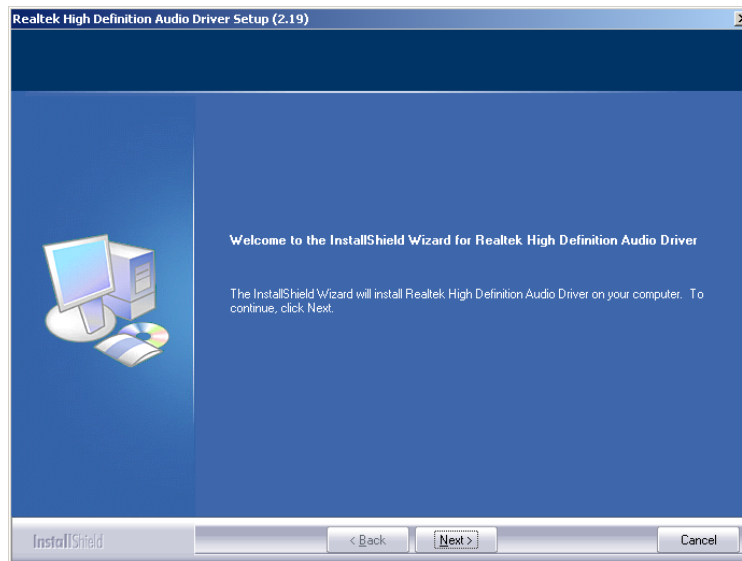 Realtek High Definition Audio Driver Setup (2.19)
Welcome to the InstallShield Wizard for Realtek High Definition Audio Driver
The InstallShield Wizard will install Realtek High Definition Audio Driver on your computer. To
continue, click Next.
InstallShield
< Back
Next >
Cancel